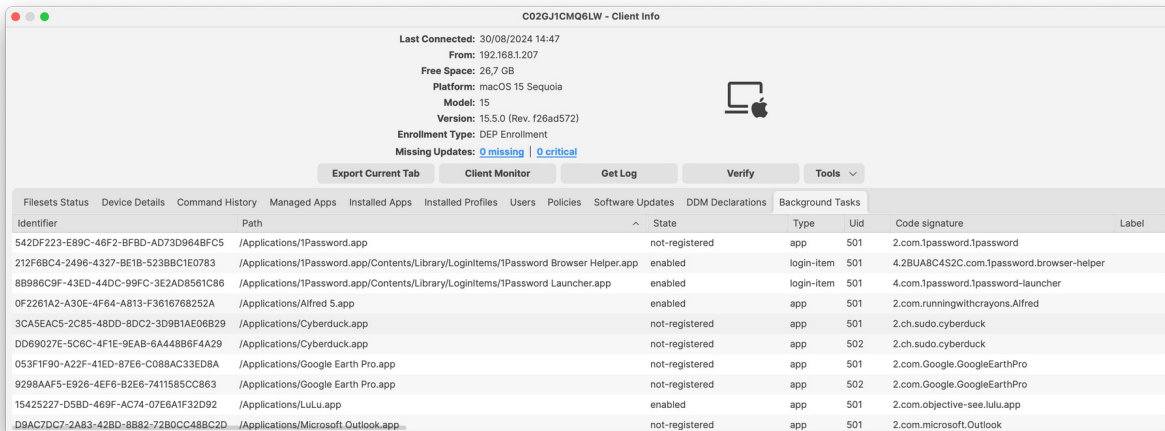 C02GJ1CMQ6LW - Client Info
Last Connected: 30/08/2024 14:47
From: 192.168.1.207
Free Space: 26,7 GB
Platform: macOS 15 Sequoia
Model: 15
Version: 15.5.0 (Rev. f26ad572)
Enrollment Type: DEP Enrollment
Missing Updates: 0 missing | 0 critical
Export Current Tab Client Monitor Get Log Verify Tools
Filesets Status Device Details Command History Managed Apps Installed Apps Installed Profiles Users Policies Software Updates DDM Declarations Background Tasks
Identifier Path State Type Uid Code signature Label
542DF223-E89C-46F2-BFBD-AD73D964BFC5 /Applications/1Password.app not-registered app 501 2.com.1password.1password
212F6BC4-2496-4327-BE1B-523BBC1E0783 /Applications/1Password.app/Contents/Library/LoginItems/1Password Browser Helper.app enabled login-item 501 4.2BUA8C4S2C.com.1password.browser-helper
8B986C9F-43ED-44DC-99FC-3E2AD8561C86 /Applications/1Password.app/Contents/Library/LoginItems/1Password Launcher.app enabled login-item 501 4.com.1password.1password-launcher
0F2261A2-A30E-4F64-A813-F3616768252A /Applications/Alfred 5.app enabled app 501 2.com.runningwithcrayons.Alfred
3CA5EAC5-2C85-48DD-8DC2-3D9B1AE06B29 /Applications/Cyberduck.app not-registered app 501 2.ch.sudo.cyberduck
DD69027E-5C6C-4F1E-9EAB-6A448B6F4A29 /Applications/Cyberduck.app not-registered app 502 2.ch.sudo.cyberduck
053F1F90-A22F-41ED-87E6-C088AC33ED8A /Applications/Google Earth Pro.app not-registered app 501 2.com.Google.GoogleEarthPro
9298AAF5-E926-4EF6-B2E6-7411585CC863 /Applications/Google Earth Pro.app not-registered app 502 2.com.Google.GoogleEarthPro
15425227-D5BD-469F-AC74-07E6A1F32D92 /Applications/LuLu.app enabled app 501 2.com.objective-see.lulu.app
D9AC7DC7-2A83-42BD-8B82-72B0CC48BC2D /Applications/Microsoft Outlook.app not-registered app 501 2.com.microsoft.Outlook